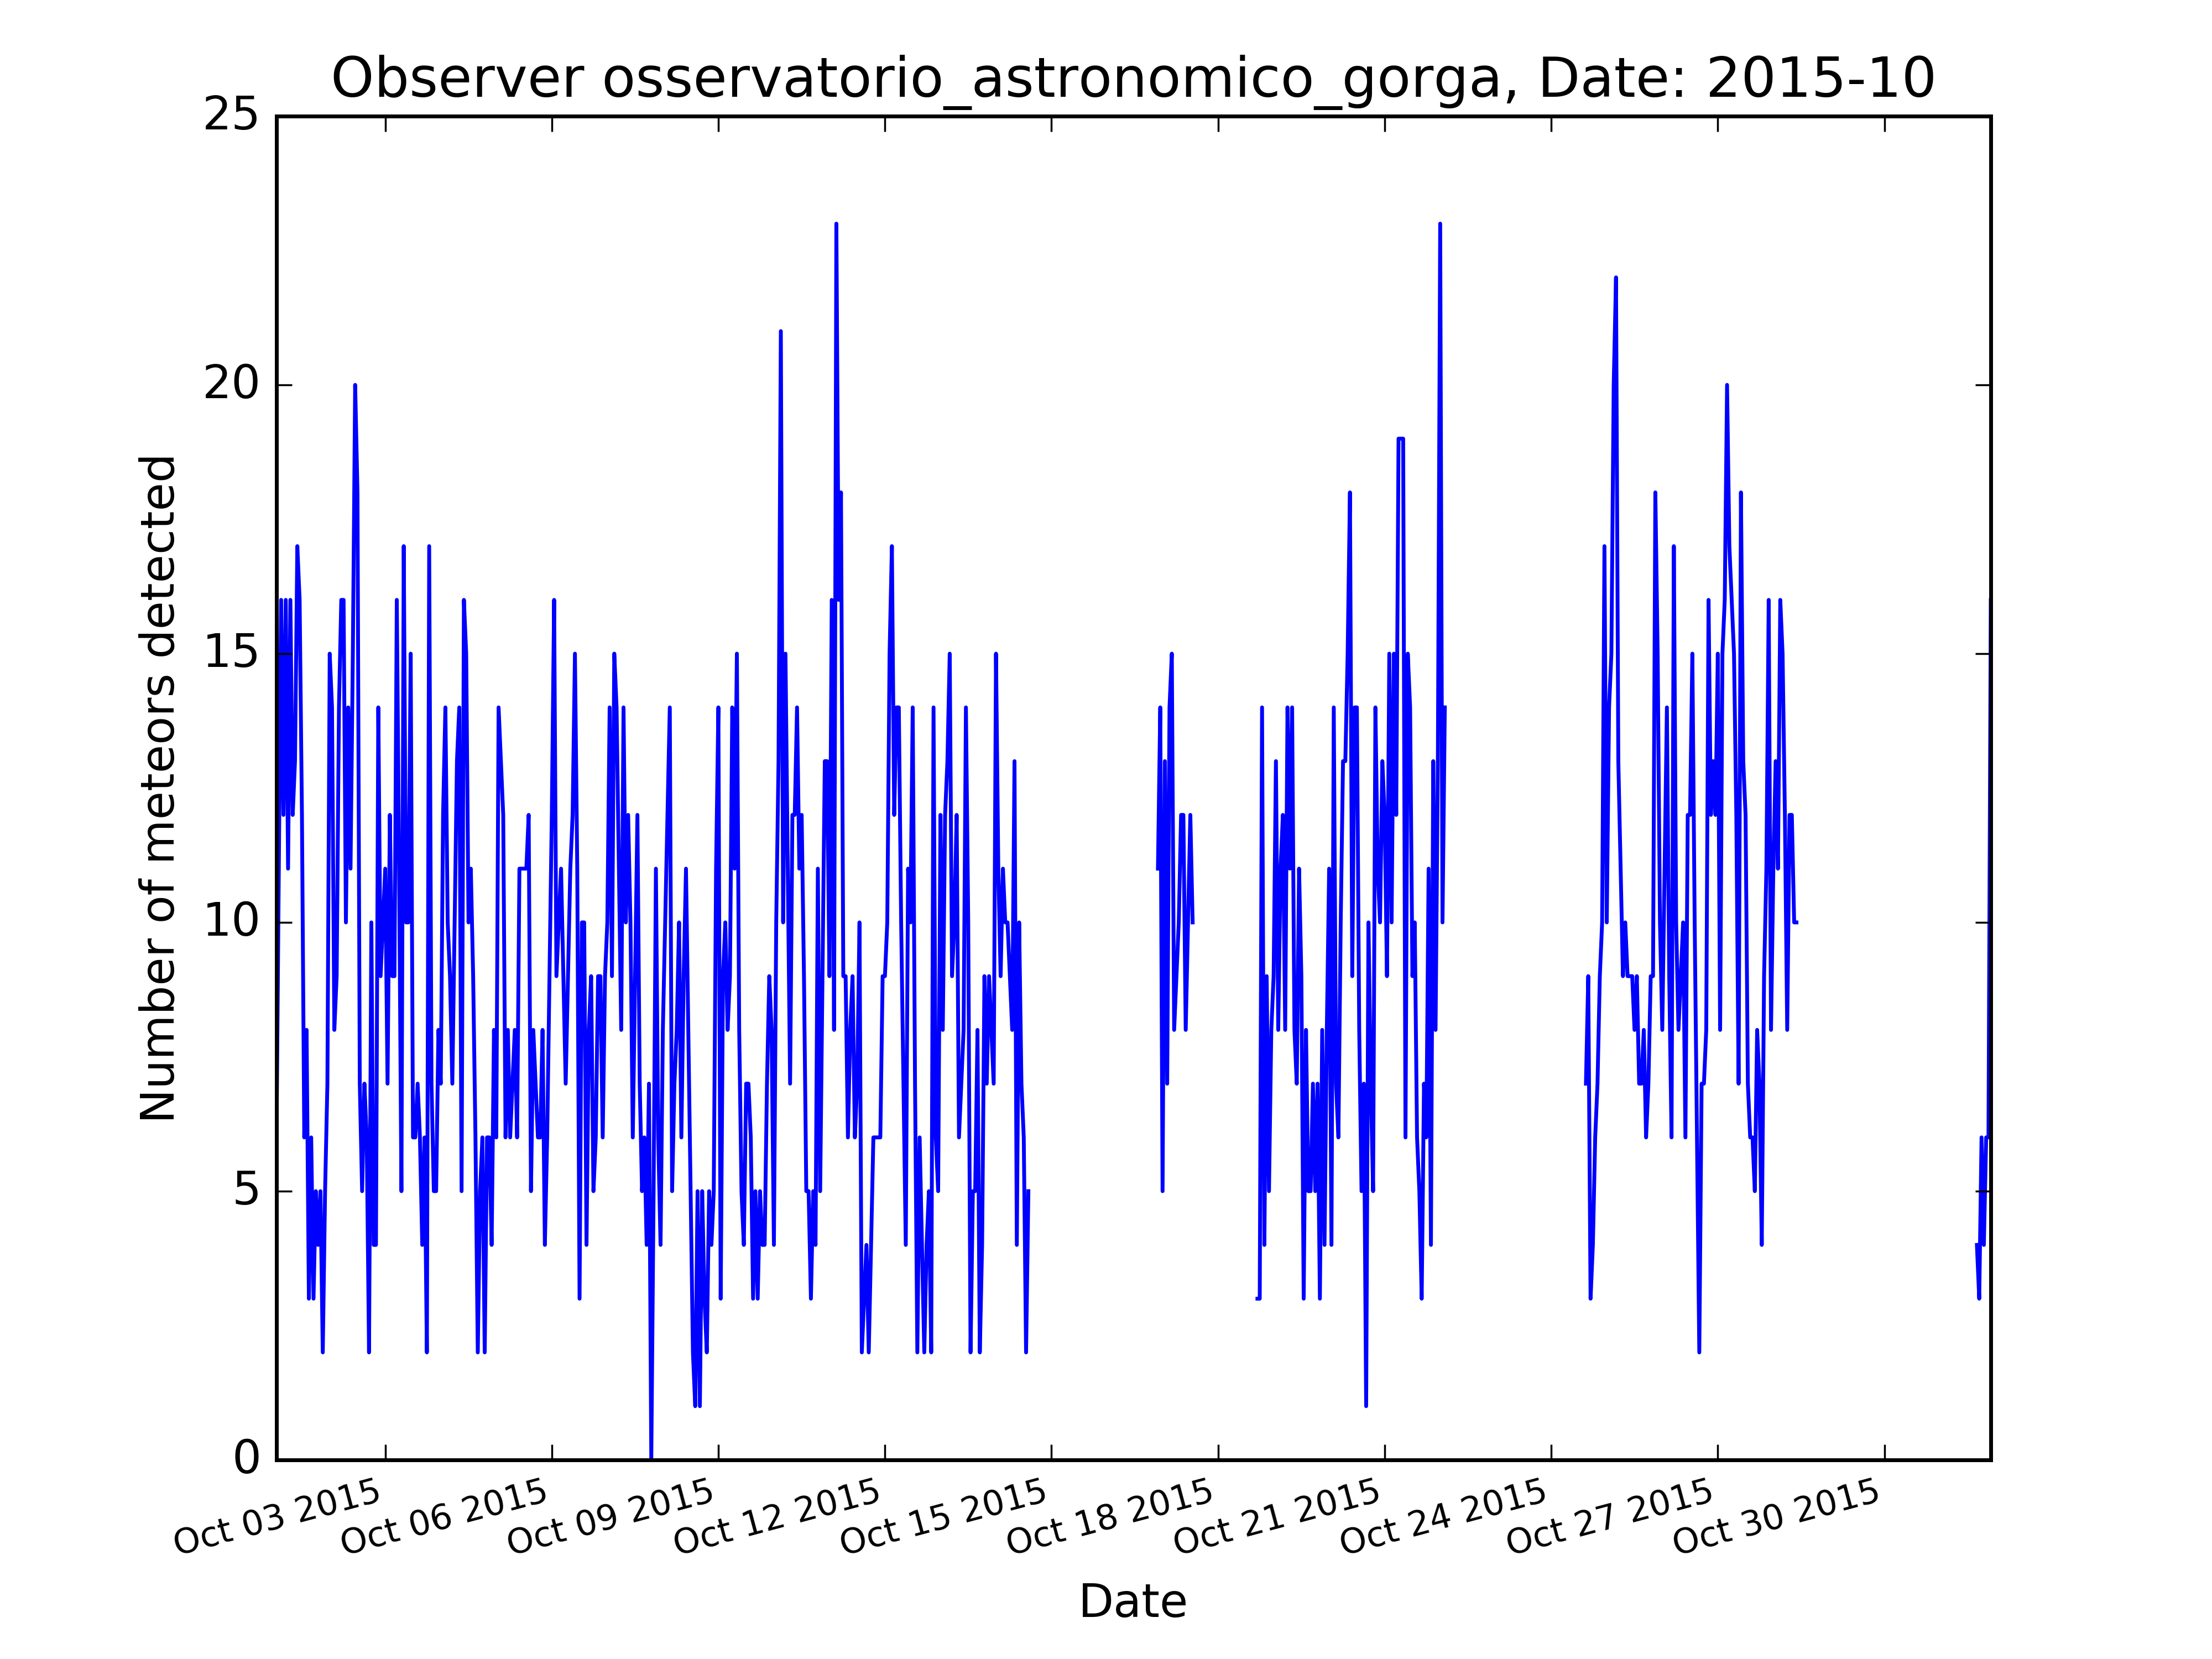 Observer osservatorio_astronomico_gorga, Date: 2015-10
Number of meteors detected
25
20
15
10
5
0
Oct 03 2015
Oct 06 2015
Oct 09 2015
Oct 12 2015
Oct 15 2015
Oct 18 2015
Oct 21 2015
Oct 24 2015
Oct 27 2015
Oct 30 2015
Date